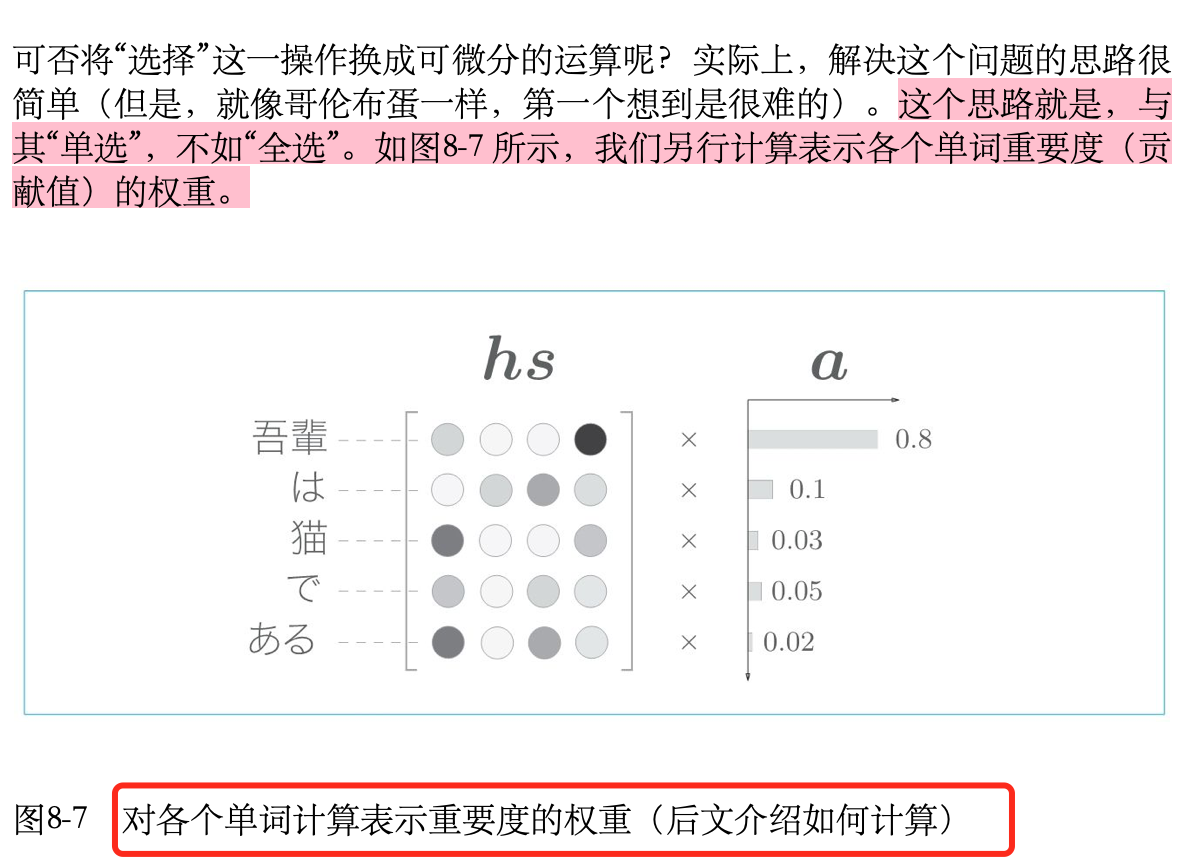 可否将“选择”这一操作换成可微分的运算呢？实际上，解决这个问题的思路很
简单（但是，就像哥伦布蛋一样，第一个想到是很难的）。这个思路就是，与
其“单选”，不如“全选”。如图8-7 所示，我们另行计算表示各个单词重要度（贡
献值）的权重。
hs a
吾輩 × 0.8
は × 0.1
猫 × 0.03
で × 0.05
ある × 0.02
图8-7 对各个单词计算表示重要度的权重（后文介绍如何计算）